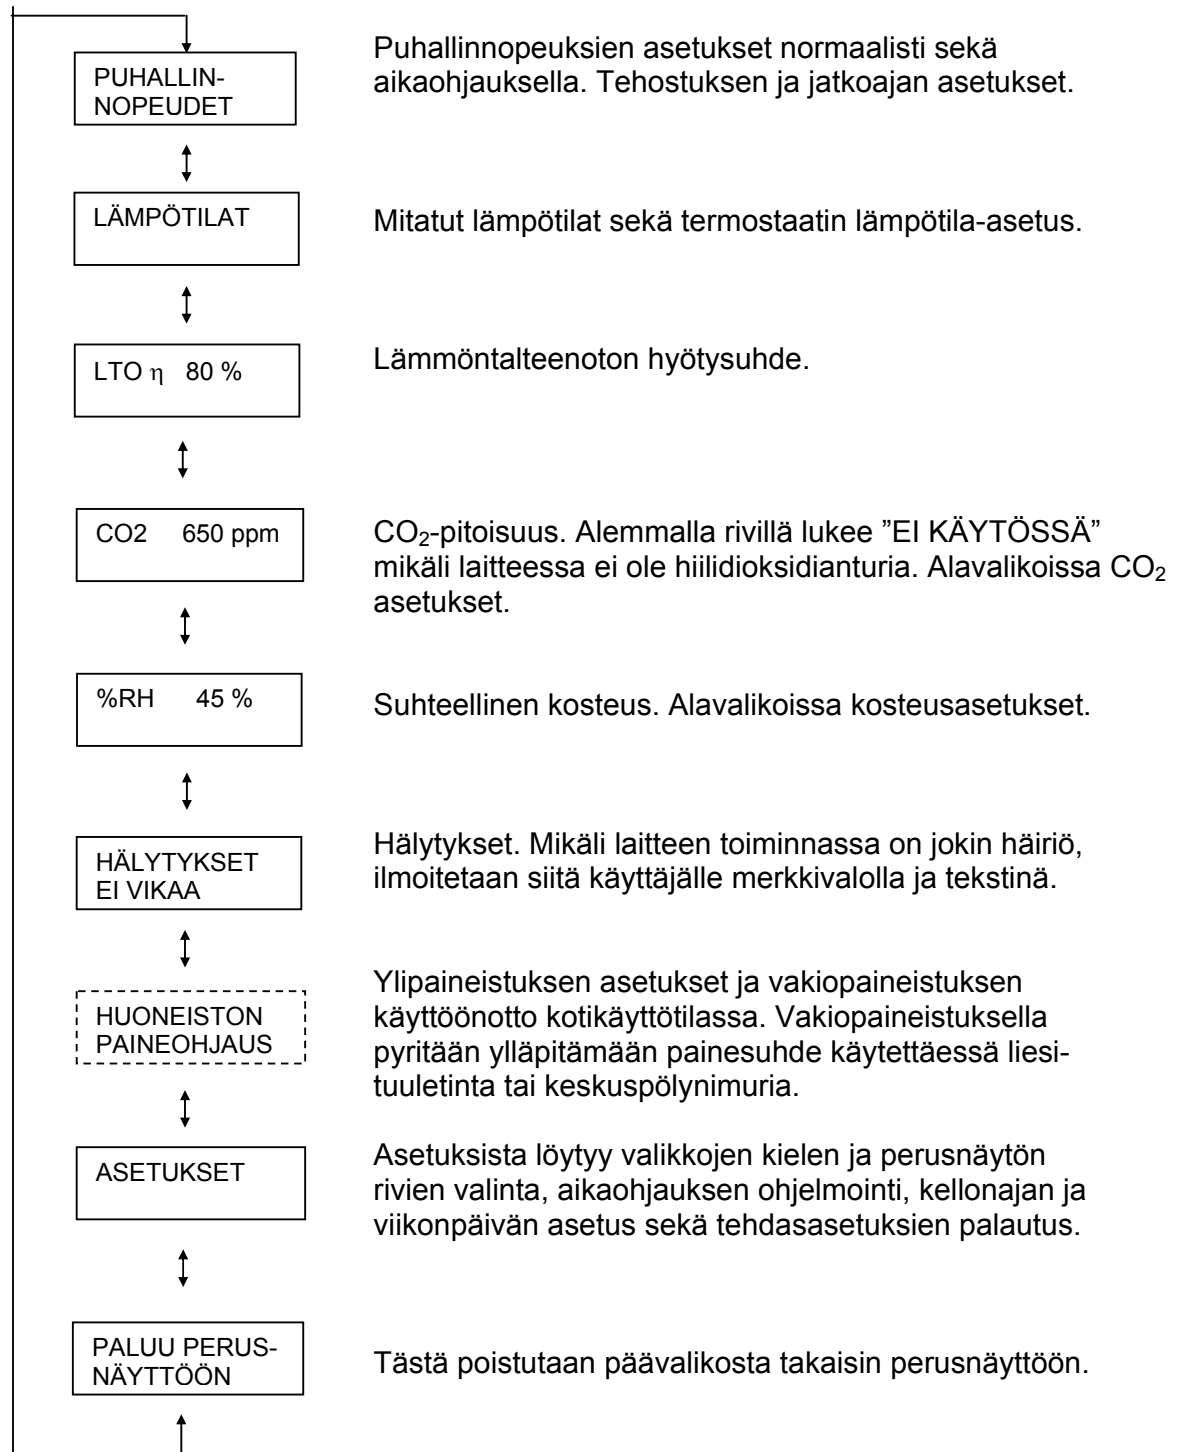 PUHALLIN-
NOPEUDET
Puhallinnopeuksien asetukset normaalisti sekä
aikaohjauksella. Tehostuksen ja jatkoajan asetukset.
LÄMPÖTILAT
Mitatut lämpötilat sekä termostaatin lämpötila-asetus.
LTO η 80 %
Lämmöntalteenoton hyötysuhde.
CO2 650 ppm
CO₂-pitoisuus. Alemmalla rivillä lukee ”EI KÄYTÖSSÄ”
mikäli laitteessa ei ole hiilidioksidianturia. Alavalikoissa CO₂
asetukset.
%RH 45 %
Suhteellinen kosteus. Alavalikoissa kosteusasetukset.
HÄLYTYKSET
EI VIKAA
Hälytykset. Mikäli laitteen toiminnassa on jokin häiriö,
ilmoitetaan siitä käyttäjälle merkkivalolla ja tekstinä.
HUONEISTON
PAINEOHJAUS
Ylipaineistuksen asetukset ja vakiopaineistuksen
käyttöönotto kotikäyttötilassa. Vakiopaineistuksella
pyritään ylläpitämään painesuhde käytettäessä liesi-
tuuletinta tai keskuspölynimuria.
ASETUKSET
Asetuksista löytyy valikkojen kielen ja perusnäytön
rivien valinta, aikaohjauksen ohjelmointi, kellonajan ja
viikonpäivän asetus sekä tehdasasetuksien palautus.
PALUU PERUS-
NÄYTTÖÖN
Tästä poistutaan päävalikosta takaisin perusnäyttöön.